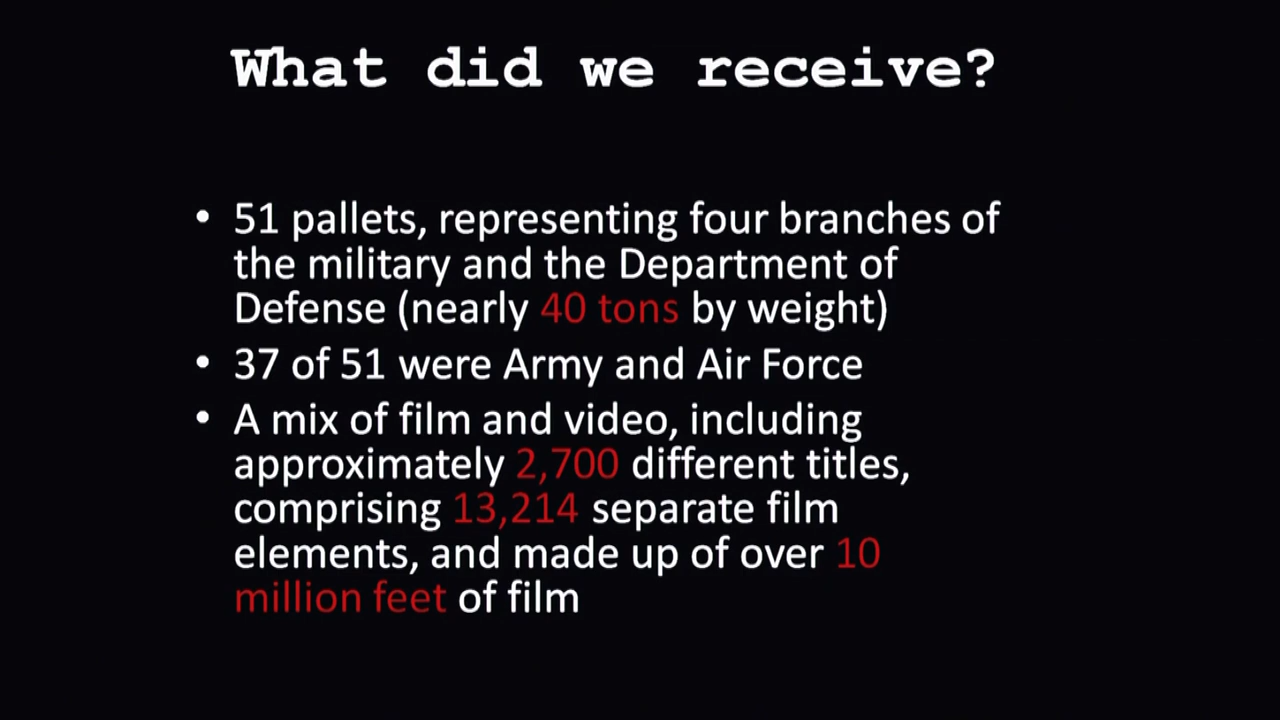 What did we receive?
• 51 pallets, representing four branches of
the military and the Department of
Defense (nearly 40 tons by weight)
• 37 of 51 were Army and Air Force
• A mix of film and video, including
approximately 2,700 different titles,
comprising 13,214 separate film
elements, and made up of over 10
million feet of film